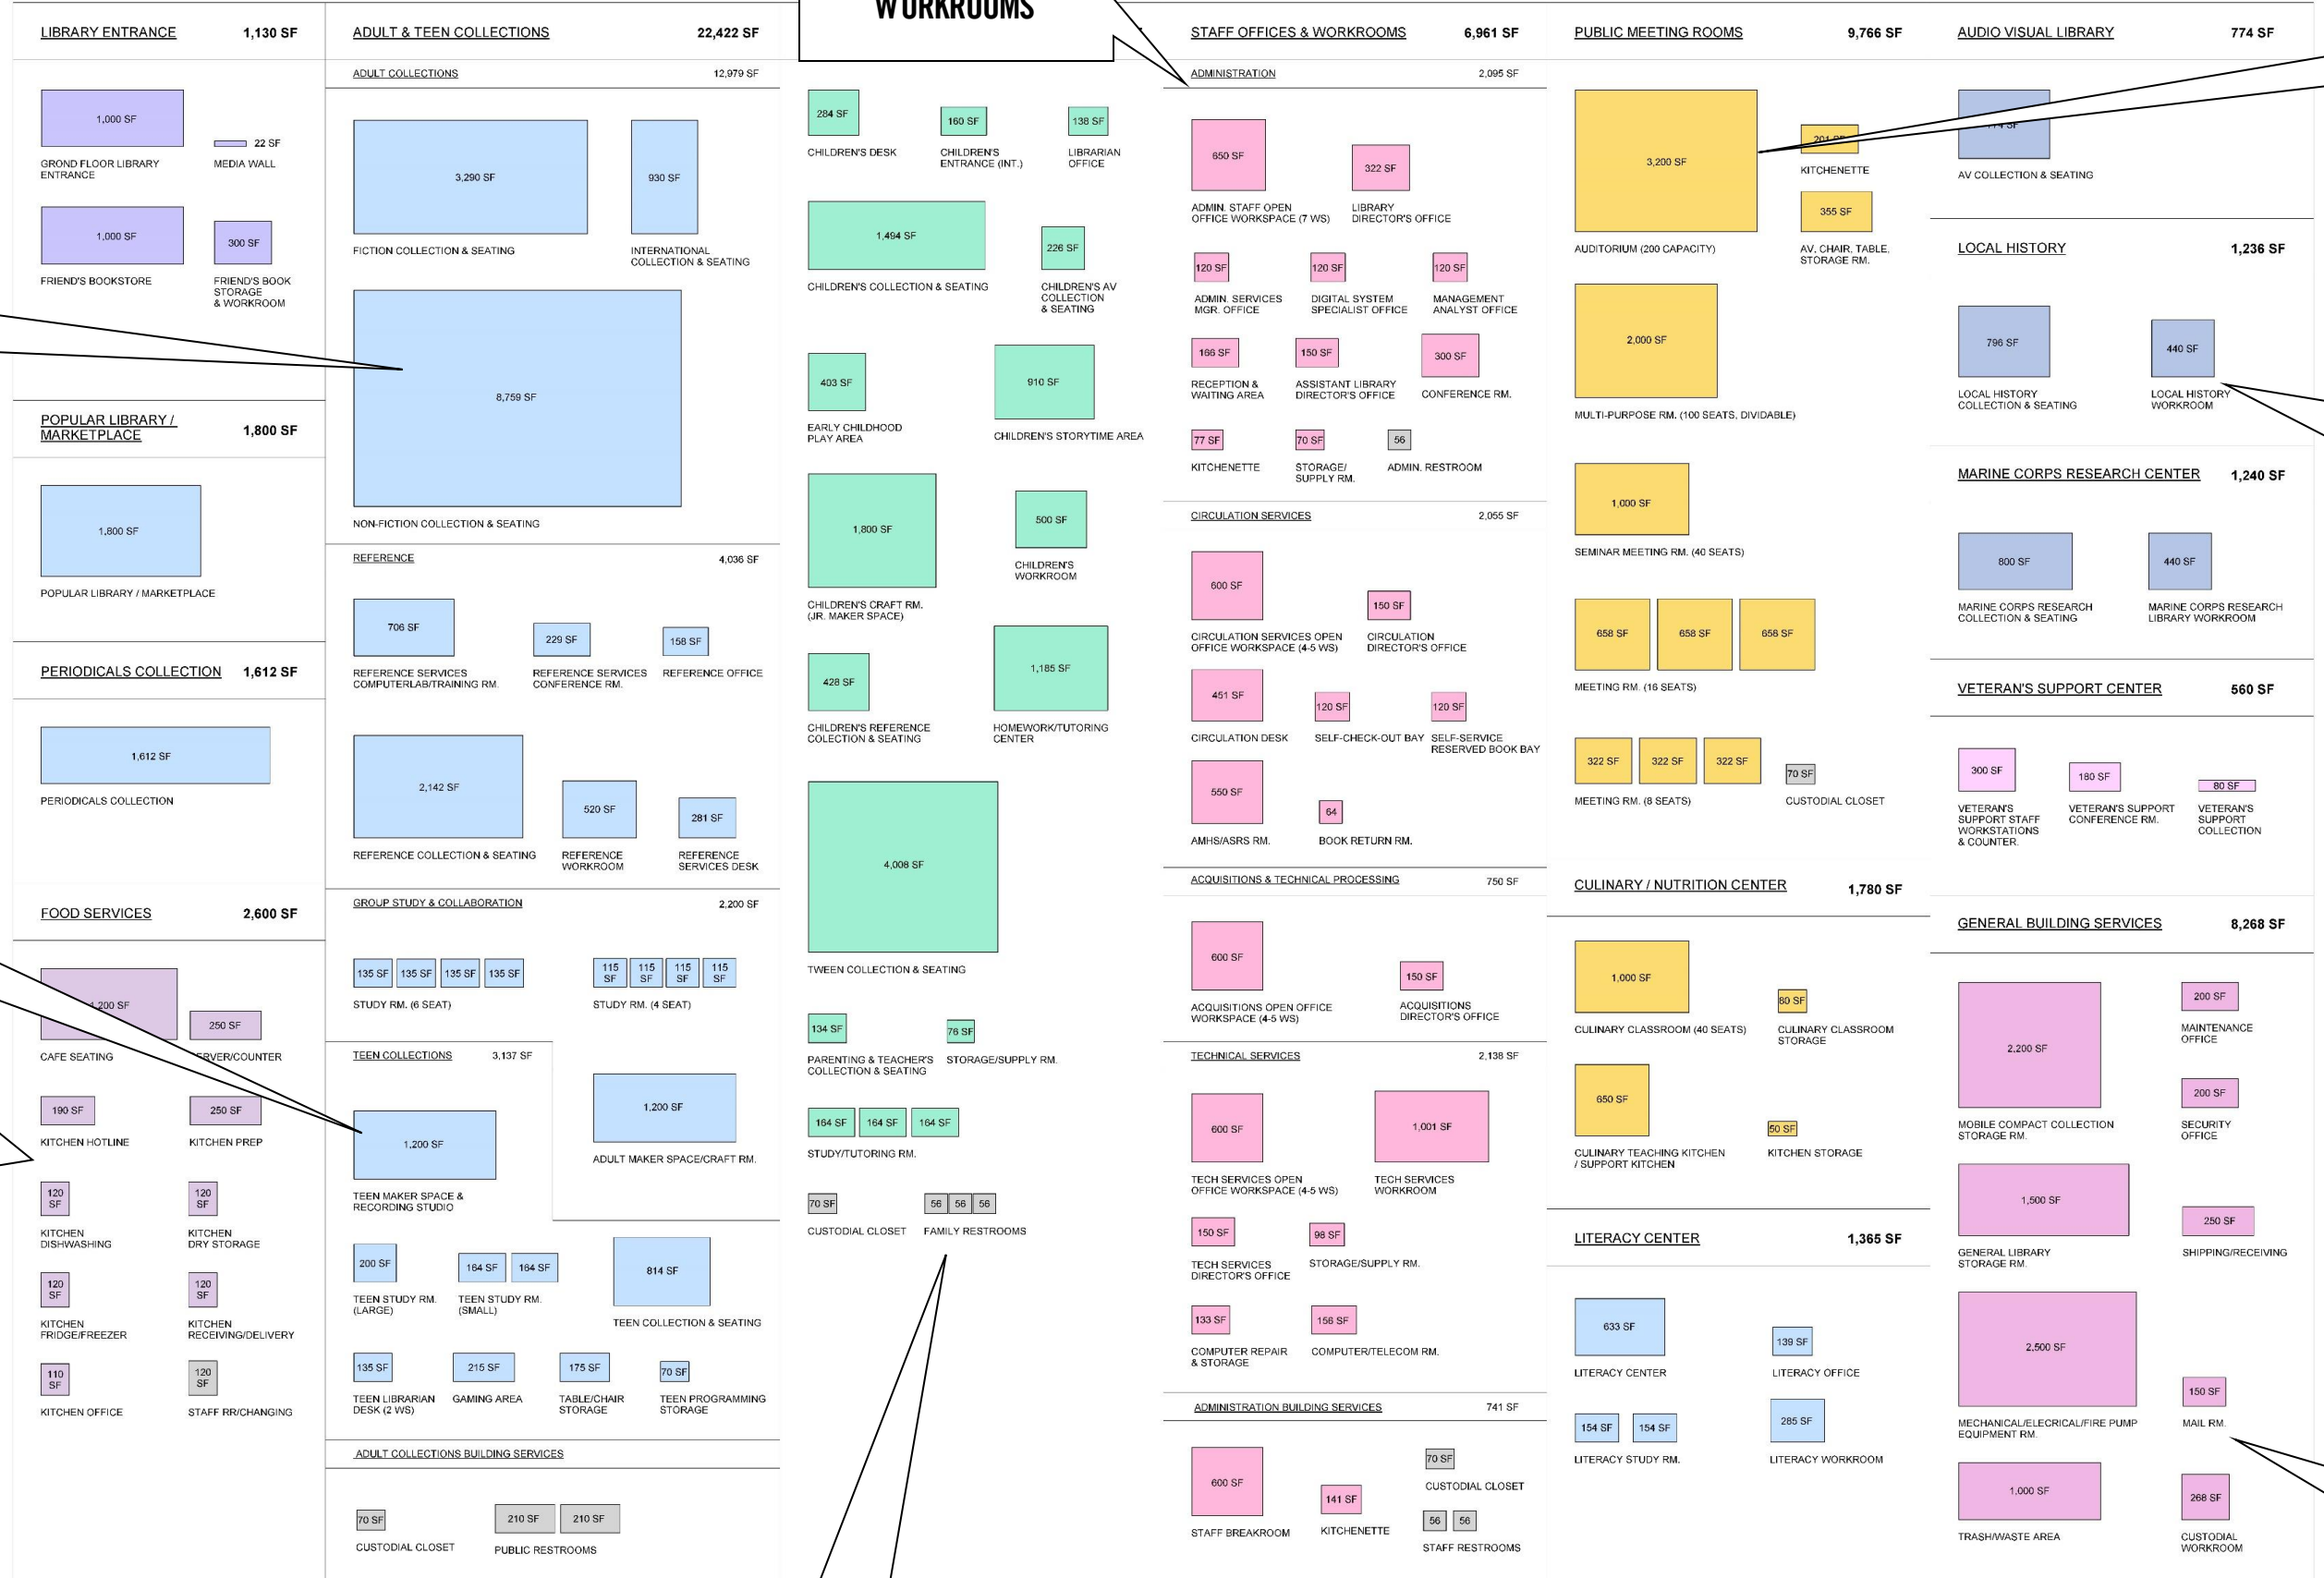 WORKROOMS
LIBRARY ENTRANCE 1,130 SF
1,000 SF
22 SF
GROND FLOOR LIBRARY
ENTRANCE
MEDIA WALL
1,000 SF
300 SF
FRIEND'S BOOKSTORE
FRIEND'S BOOK
STORAGE
& WORKROOM
POPULAR LIBRARY /
MARKETPLACE 1,800 SF
1,800 SF
POPULAR LIBRARY / MARKETPLACE
PERIODICALS COLLECTION 1,612 SF
1,612 SF
PERIODICALS COLLECTION
FOOD SERVICES 2,600 SF
1,200 SF
250 SF
CAFE SEATING
SERVER/COUNTER
190 SF
250 SF
KITCHEN HOTLINE
KITCHEN PREP
120
SF
120
SF
KITCHEN
DISHWASHING
KITCHEN
DRY STORAGE
120
SF
120
SF
KITCHEN
FRIDGE/FREEZER
KITCHEN
RECEIVING/DELIVERY
110
SF
120
SF
KITCHEN OFFICE
STAFF RR/CHANGING
ADULT & TEEN COLLECTIONS 22,422 SF
ADULT COLLECTIONS 12,979 SF
3,290 SF
930 SF
FICTION COLLECTION & SEATING
INTERNATIONAL
COLLECTION & SEATING
8,759 SF
NON-FICTION COLLECTION & SEATING
REFERENCE 4,036 SF
706 SF
229 SF
158 SF
REFERENCE SERVICES
COMPUTERLAB/TRAINING RM.
REFERENCE SERVICES
CONFERENCE RM.
REFERENCE OFFICE
2,142 SF
520 SF
281 SF
REFERENCE COLLECTION & SEATING
REFERENCE
WORKROOM
REFERENCE
SERVICES DESK
GROUP STUDY & COLLABORATION 2,200 SF
135 SF 135 SF 135 SF 135 SF
115
SF
115
SF
115
SF
115
SF
STUDY RM. (6 SEAT)
STUDY RM. (4 SEAT)
TEEN COLLECTIONS 3,137 SF
1,200 SF
1,200 SF
ADULT MAKER SPACE/CRAFT RM.
TEEN MAKER SPACE &
RECORDING STUDIO
200 SF
164 SF 164 SF
814 SF
TEEN STUDY RM.
(LARGE)
TEEN STUDY RM.
(SMALL)
TEEN COLLECTION & SEATING
135 SF
215 SF
175 SF
70 SF
TEEN LIBRARIAN
DESK (2 WS)
GAMING AREA
TABLE/CHAIR
STORAGE
TEEN PROGRAMMING
STORAGE
ADULT COLLECTIONS BUILDING SERVICES
70 SF
210 SF 210 SF
CUSTODIAL CLOSET
PUBLIC RESTROOMS
284 SF
160 SF
138 SF
CHILDREN'S DESK
CHILDREN'S
ENTRANCE (INT.)
LIBRARIAN
OFFICE
1,494 SF
226 SF
CHILDREN'S COLLECTION & SEATING
CHILDREN'S AV
COLLECTION
& SEATING
403 SF
910 SF
EARLY CHILDHOOD
PLAY AREA
CHILDREN'S STORYTIME AREA
1,800 SF
500 SF
CHILDREN'S
WORKROOM
CHILDREN'S CRAFT RM.
(JR. MAKER SPACE)
428 SF
1,185 SF
CHILDREN'S REFERENCE
COLECTION & SEATING
HOMEWORK/TUTORING
CENTER
4,008 SF
TWEEN COLLECTION & SEATING
134 SF
76 SF
PARENTING & TEACHER'S
COLLECTION & SEATING
STORAGE/SUPPLY RM.
164 SF 164 SF 164 SF
STUDY/TUTORING RM.
70 SF
56 56 56
CUSTODIAL CLOSET
FAMILY RESTROOMS
STAFF OFFICES & WORKROOMS 6,961 SF
ADMINISTRATION 2,095 SF
650 SF
322 SF
ADMIN. STAFF OPEN
OFFICE WORKSPACE (7 WS)
LIBRARY
DIRECTOR'S OFFICE
120 SF
120 SF
120 SF
ADMIN. SERVICES
MGR. OFFICE
DIGITAL SYSTEM
SPECIALIST OFFICE
MANAGEMENT
ANALYST OFFICE
166 SF
150 SF
300 SF
RECEPTION &
WAITING AREA
ASSISTANT LIBRARY
DIRECTOR'S OFFICE
CONFERENCE RM.
77 SF
70 SF
56
KITCHENETTE
STORAGE/
SUPPLY RM.
ADMIN. RESTROOM
CIRCULATION SERVICES 2,055 SF
600 SF
150 SF
CIRCULATION SERVICES OPEN
OFFICE WORKSPACE (4-5 WS)
CIRCULATION
DIRECTOR'S OFFICE
451 SF
120 SF
120 SF
CIRCULATION DESK
SELF-CHECK-OUT BAY
SELF-SERVICE
RESERVED BOOK BAY
550 SF
64
AMHS/ASRS RM.
BOOK RETURN RM.
ACQUISITIONS & TECHNICAL PROCESSING 750 SF
600 SF
150 SF
ACQUISITIONS OPEN OFFICE
WORKSPACE (4-5 WS)
ACQUISITIONS
DIRECTOR'S OFFICE
TECHNICAL SERVICES 2,138 SF
600 SF
1,001 SF
TECH SERVICES OPEN
OFFICE WORKSPACE (4-5 WS)
TECH SERVICES
WORKROOM
150 SF
98 SF
TECH SERVICES
DIRECTOR'S OFFICE
STORAGE/SUPPLY RM.
133 SF
156 SF
COMPUTER REPAIR
& STORAGE
COMPUTER/TELECOM RM.
ADMINISTRATION BUILDING SERVICES 741 SF
600 SF
141 SF
70 SF
CUSTODIAL CLOSET
56 56
STAFF BREAKROOM
KITCHENETTE
STAFF RESTROOMS
PUBLIC MEETING ROOMS 9,766 SF
3,200 SF
201 SF
KITCHENETTE
355 SF
AUDITORIUM (200 CAPACITY)
AV. CHAIR. TABLE.
STORAGE RM.
2,000 SF
MULTI-PURPOSE RM. (100 SEATS, DIVIDABLE)
1,000 SF
SEMINAR MEETING RM. (40 SEATS)
658 SF 658 SF 658 SF
MEETING RM. (16 SEATS)
322 SF 322 SF 322 SF
70 SF
MEETING RM. (8 SEATS)
CUSTODIAL CLOSET
CULINARY / NUTRITION CENTER 1,780 SF
1,000 SF
80 SF
CULINARY CLASSROOM (40 SEATS)
CULINARY CLASSROOM
STORAGE
650 SF
50 SF
CULINARY TEACHING KITCHEN
/ SUPPORT KITCHEN
KITCHEN STORAGE
LITERACY CENTER 1,365 SF
633 SF
139 SF
LITERACY CENTER
LITERACY OFFICE
154 SF 154 SF
285 SF
LITERACY STUDY RM.
LITERACY WORKROOM
AUDIO VISUAL LIBRARY 774 SF
AV COLLECTION & SEATING
LOCAL HISTORY 1,236 SF
796 SF
440 SF
LOCAL HISTORY
COLLECTION & SEATING
LOCAL HISTORY
WORKROOM
MARINE CORPS RESEARCH CENTER 1,240 SF
800 SF
440 SF
MARINE CORPS RESEARCH
COLLECTION & SEATING
MARINE CORPS RESEARCH
LIBRARY WORKROOM
VETERAN'S SUPPORT CENTER 560 SF
300 SF
180 SF
80 SF
VETERAN'S
SUPPORT STAFF
WORKSTATIONS
& COUNTER.
VETERAN'S SUPPORT
CONFERENCE RM.
VETERAN'S
SUPPORT
COLLECTION
GENERAL BUILDING SERVICES 8,268 SF
2,200 SF
200 SF
MAINTENANCE
OFFICE
200 SF
MOBILE COMPACT COLLECTION
STORAGE RM.
SECURITY
OFFICE
1,500 SF
250 SF
GENERAL LIBRARY
STORAGE RM.
SHIPPING/RECEIVING
2,500 SF
150 SF
MECHANICAL/ELECRICAL/FIRE PUMP
EQUIPMENT RM.
MAIL RM.
1,000 SF
268 SF
TRASH/WASTE AREA
CUSTODIAL
WORKROOM